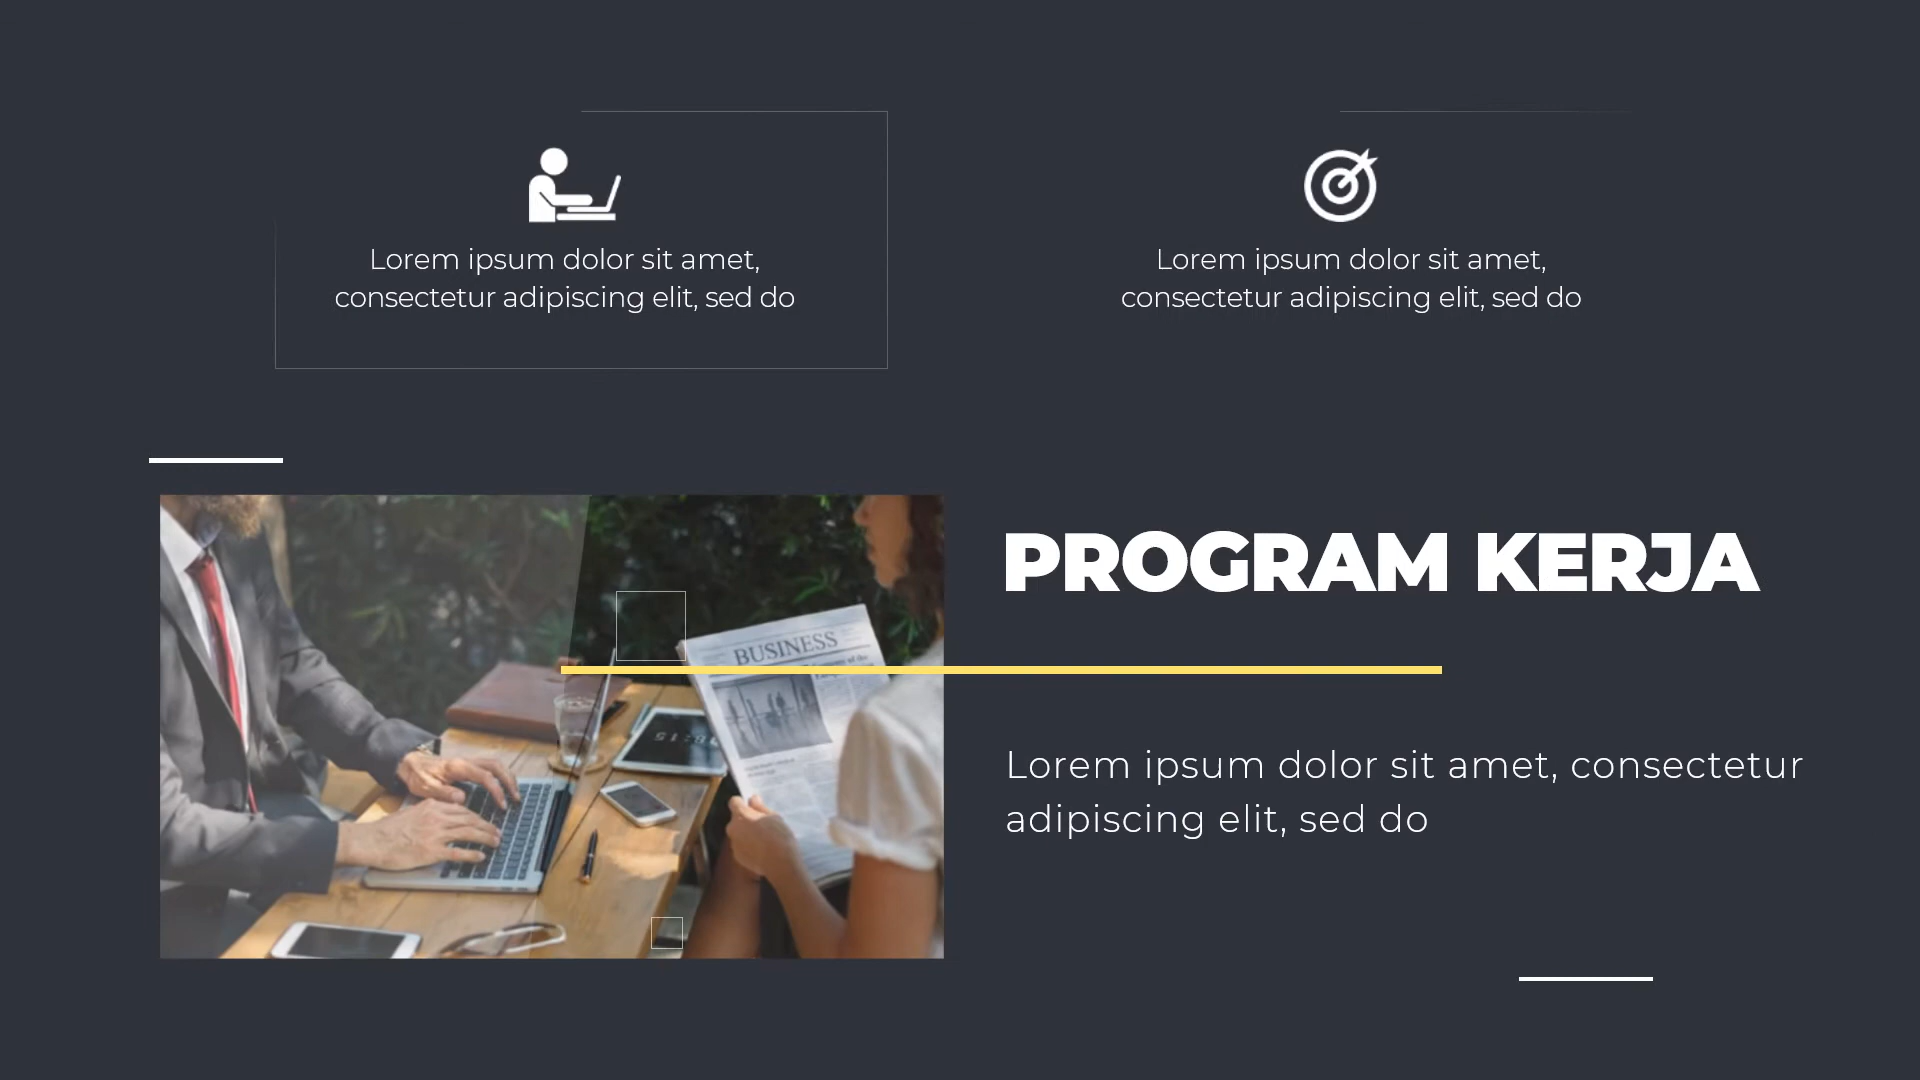 Lorem ipsum dolor sit amet,
consectetur adipiscing elit, sed do
Lorem ipsum dolor sit amet,
consectetur adipiscing elit, sed do
PROGRAM KERJA
BUSINESS
Lorem ipsum dolor sit amet, consectetur
adipiscing elit, sed do